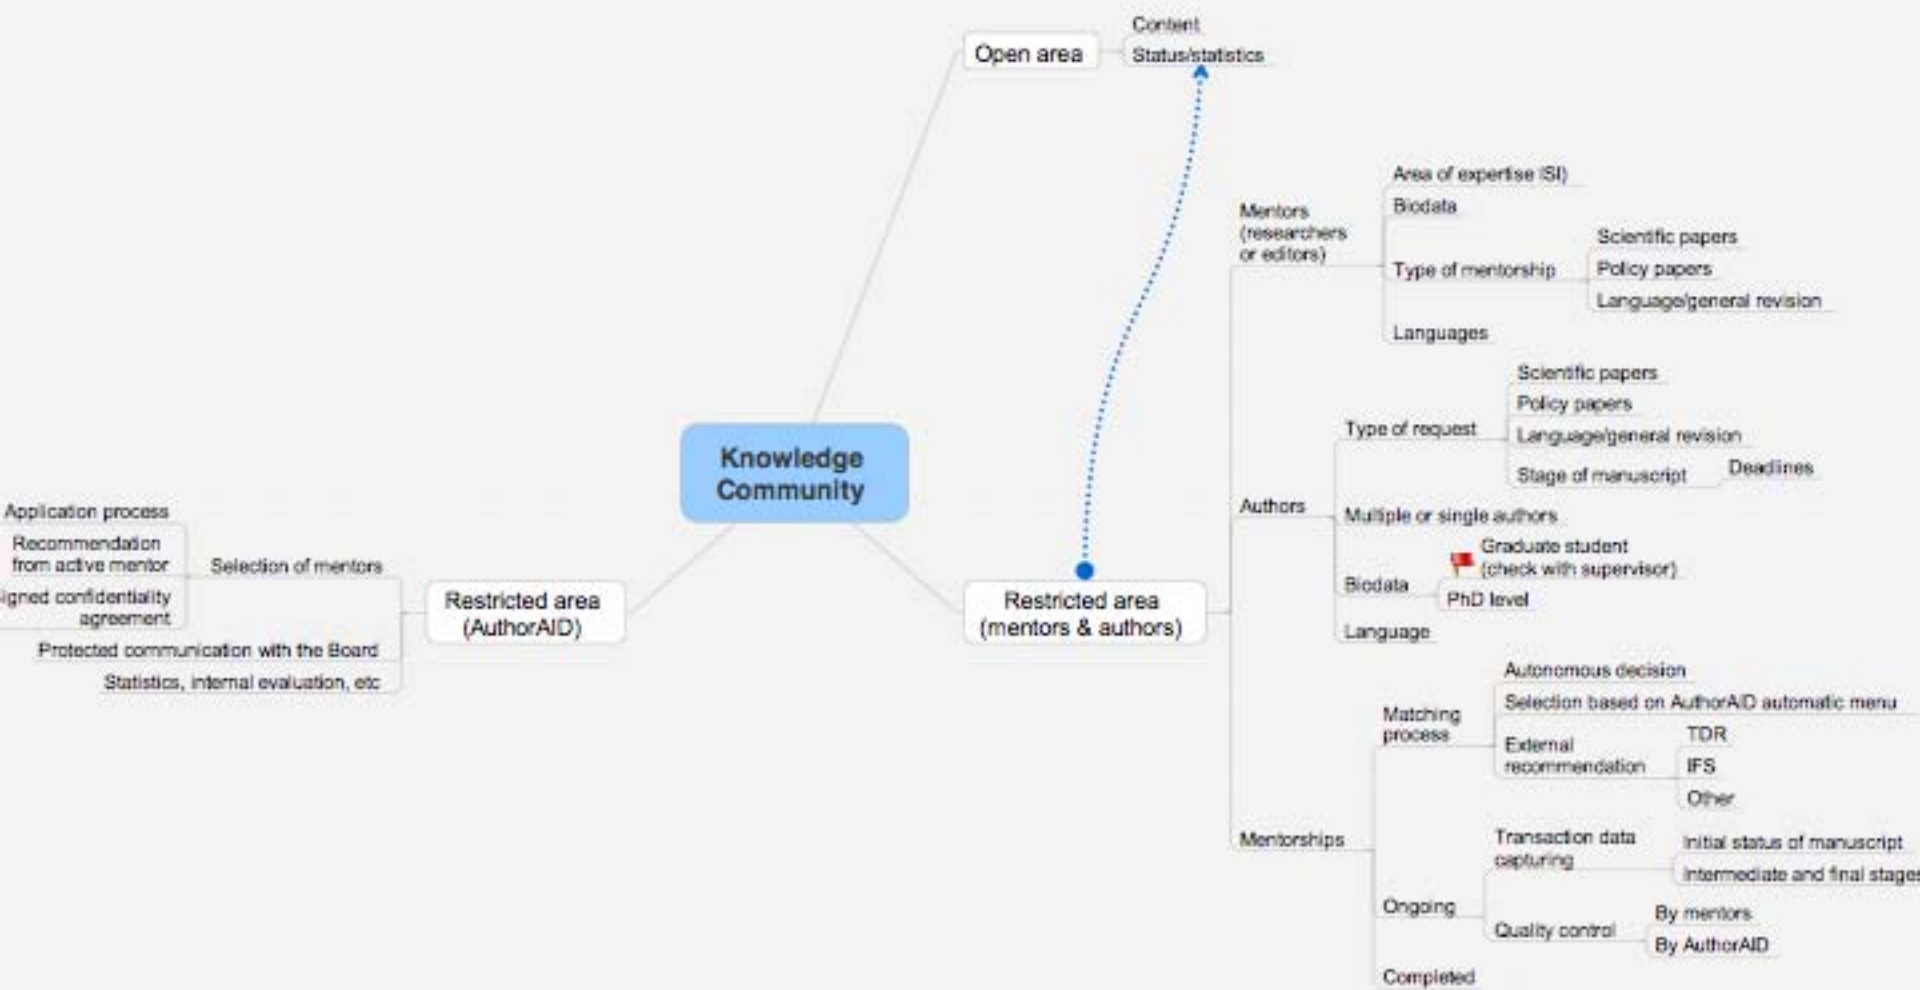 Content
Open area
Status/statistics
Area of expertise ISI)
Biodata
Mentors
(researchers
or editors)
Type of mentorship
Scientific papers
Policy papers
Language/general revision
Languages
Scientific papers
Policy papers
Type of request
Language/general revision
Stage of manuscript
Deadlines
Authors
Multiple or single authors
Graduate student
(check with supervisor)
Biodata
PhD level
Language
Knowledge
Community
Application process
Recommendation
from active mentor
Selection of mentors
igned confidentiality
agreement
Restricted area
(AuthorAID)
Protected communication with the Board
Statistics, internal evaluation, etc
Restricted area
(mentors & authors)
Autonomous decision
Selection based on AuthorAID automatic menu
Matching
process
External
recommendation
TDR
IFS
Other
Mentorships
Transaction data
capturing
Initial status of manuscript
Intermediate and final stages
Ongoing
Quality control
By mentors
By AuthorAID
Completed